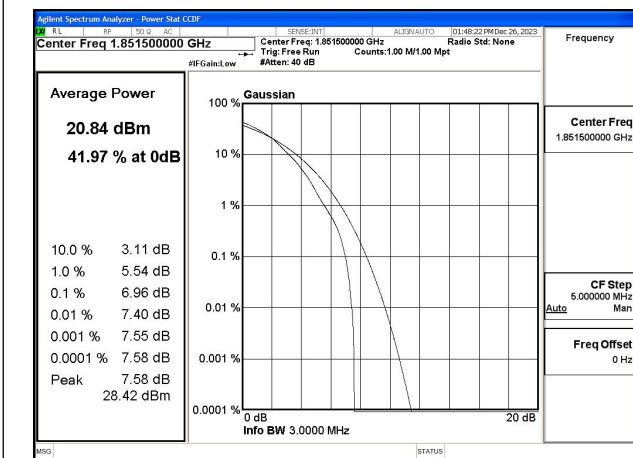 Agilent Spectrum Analyzer - Power Stat CCDF
LXI RL RF 50 Ω AC SENSE:INT ALIGN AUTO 01:48:22 PM Dec 26, 2023
Center Freq 1.851500000 GHz
Center Freq: 1.851500000 GHz Radio Std: None
Trig: Free Run Counts:1.00 M/1.00 Mpt
#IFGain:Low #Atten: 40 dB
Average Power
20.84 dBm
41.97 % at 0dB
10.0 % 3.11 dB
1.0 % 5.54 dB
0.1 % 6.96 dB
0.01 % 7.40 dB
0.001 % 7.55 dB
0.0001 % 7.58 dB
Peak 7.58 dB
28.42 dBm
100 % Gaussian
10 %
1 %
0.1 %
0.01 %
0.001 %
0.0001 %
0 dB 20 dB
Info BW 3.0000 MHz
Frequency
Center Freq
1.851500000 GHz
CF Step
5.000000 MHz
Auto Man
Freq Offset
0 Hz
MSG STATUS